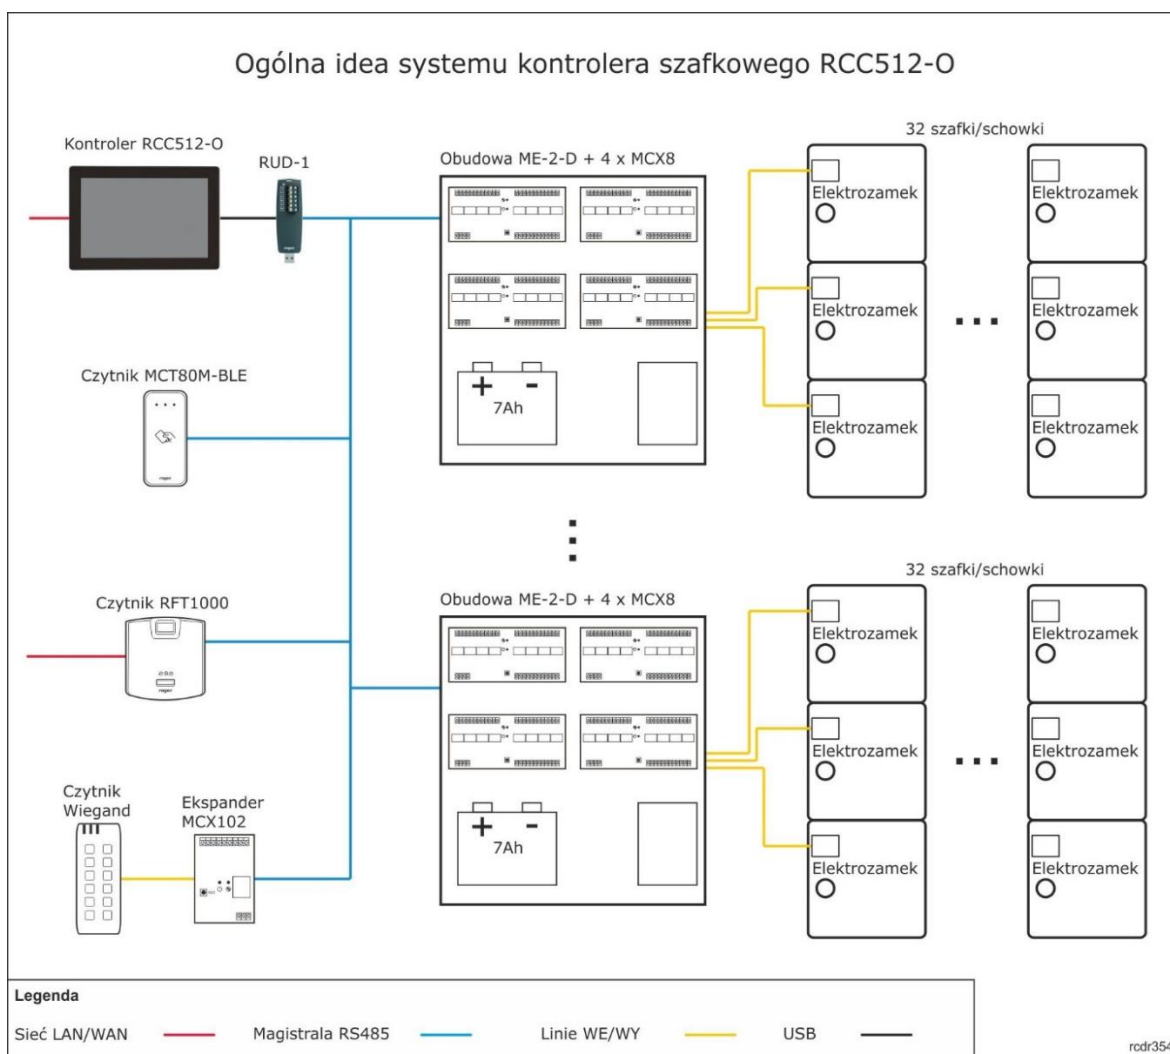 Ogólna idea systemu kontrolera szafkowego RCC512-O
Kontroler RCC512-O
RUD-1
Obudowa ME-2-D + 4 x MCX8
32 szafki/schowki
Elektrozamek
Elektrozamek
Elektrozamek
Elektrozamek
Elektrozamek
Elektrozamek
+ -
7Ah
Czytnik MCT80M-BLE
roger
Czytnik RFT1000
roger
Obudowa ME-2-D + 4 x MCX8
32 szafki/schowki
Elektrozamek
Elektrozamek
Elektrozamek
Elektrozamek
Elektrozamek
Elektrozamek
+ -
7Ah
Czytnik
Wiegand
Ekspander
MCX102
Legenda
Sieć LAN/WAN
Magistrala RS485
Linie WE/WY
USB
rcdr354